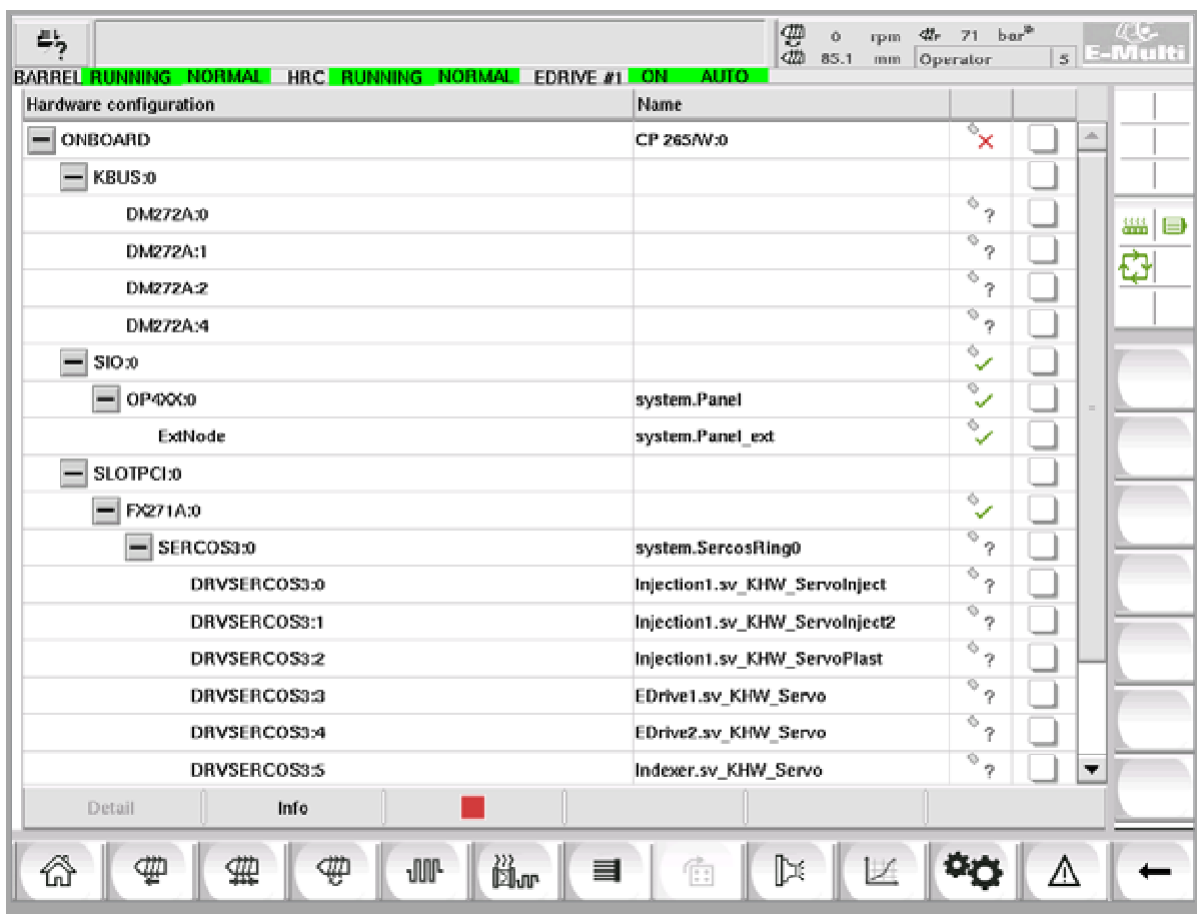 0 rpm 71 bar
85.1 mm Operator 5 E-Multi
BARREL RUNNING NORMAL HRC RUNNING NORMAL EDRIVE #1 ON AUTO
Hardware configuration Name
ONBOARD CP 265/W:0
KBUS:0
DM272A:0
DM272A:1
DM272A:2
DM272A:4
SIO:0
OP4XX:0 system.Panel
ExtNode system.Panel_ext
SLOTPCI:0
FX271A:0
SERCOS3:0 system.SercosRing0
DRVSERCOS3:0 Injection1.sv_KHW_ServoInject
DRVSERCOS3:1 Injection1.sv_KHW_ServoInject2
DRVSERCOS3:2 Injection1.sv_KHW_ServoPlast
DRVSERCOS3:3 EDrive1.sv_KHW_Servo
DRVSERCOS3:4 EDrive2.sv_KHW_Servo
DRVSERCOS3:5 Indexer.sv_KHW_Servo
Detail Info